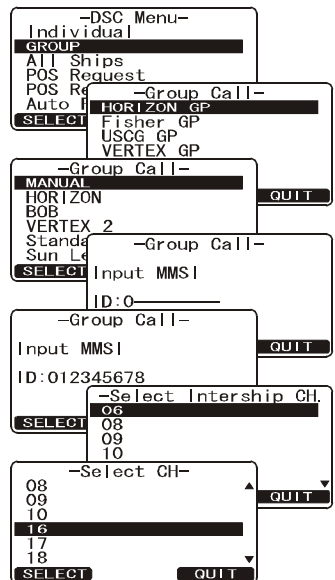 -DSC Menu-
Individual
GROUP
All Ships
POS Request
POS Re
Auto
SELECT
-Group Call-
HORIZON GP
Fisher GP
USCG GP
VERTEX GP
QUIT
-Group Call-
MANUAL
HORIZON
BOB
VERTEX 2
Standa
Sun Le
SELECT
-Group Call-
Input MMSI
ID:0————————
QUIT
-Group Call-
Input MMSI
ID:012345678
SELECT
-Select Intership CH.
06
08
09
10
QUIT
-Select CH-
08
09
10
16
17
18
SELECT QUIT